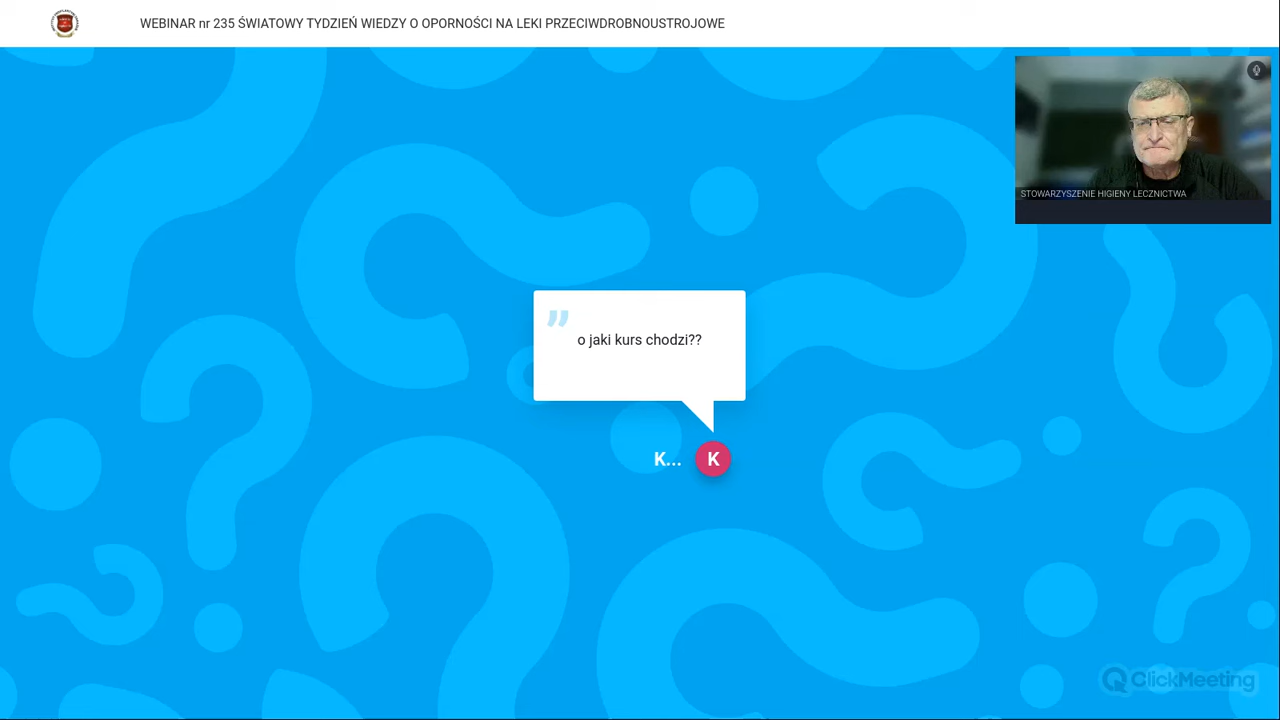 WEBINAR nr 235 ŚWIATOWY TYDZIEŃ WIEDZY O OPORNOŚCI NA LEKI PRZECIWDROBNOUSTROJOWE
STOWARZYSZENIE HIGIENY LECZNICTWA
o jaki kurs chodzi??
K... K
ClickMeeting